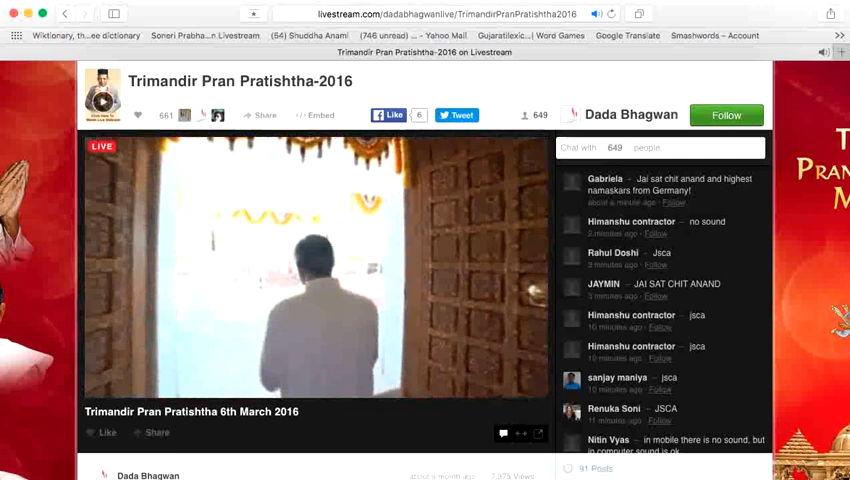 livestream.com/dadabhagwanlive/TrimandirPranPratishtha2016
Wiktionary, th...ee dictionary
Soneri Prabha...n Livestream
(54) Shuddha Anami
(746 unread) ... - Yahoo Mail
Gujaratilexic...| Word Games
Google Translate
Smashwords – Account
Trimandir Pran Pratishtha-2016 on Livestream
Trimandir Pran Pratishtha-2016
661
Share
</> Embed
Like
6
Tweet
649
Dada Bhagwan
Follow
LIVE
Chat with 649 people
Gabriela – Jai sat chit anand and highest
namaskars from Germany!
about a minute ago · Follow
Himanshu contractor – no sound
2 minutes ago · Follow
Rahul Doshi – Jsca
3 minutes ago · Follow
JAYMIN – JAI SAT CHIT ANAND
3 minutes ago · Follow
Himanshu contractor – jsca
10 minutes ago · Follow
Himanshu contractor – jsca
10 minutes ago · Follow
sanjay maniya – jsca
10 minutes ago · Follow
Renuka Soni – JSCA
11 minutes ago · Follow
Nitin Vyas – in mobile there is no sound, but
in computer sound is ok
Trimandir Pran Pratishtha 6th March 2016
Like
Share
91 Posts
Dada Bhagwan
about a month ago
7,975 Views